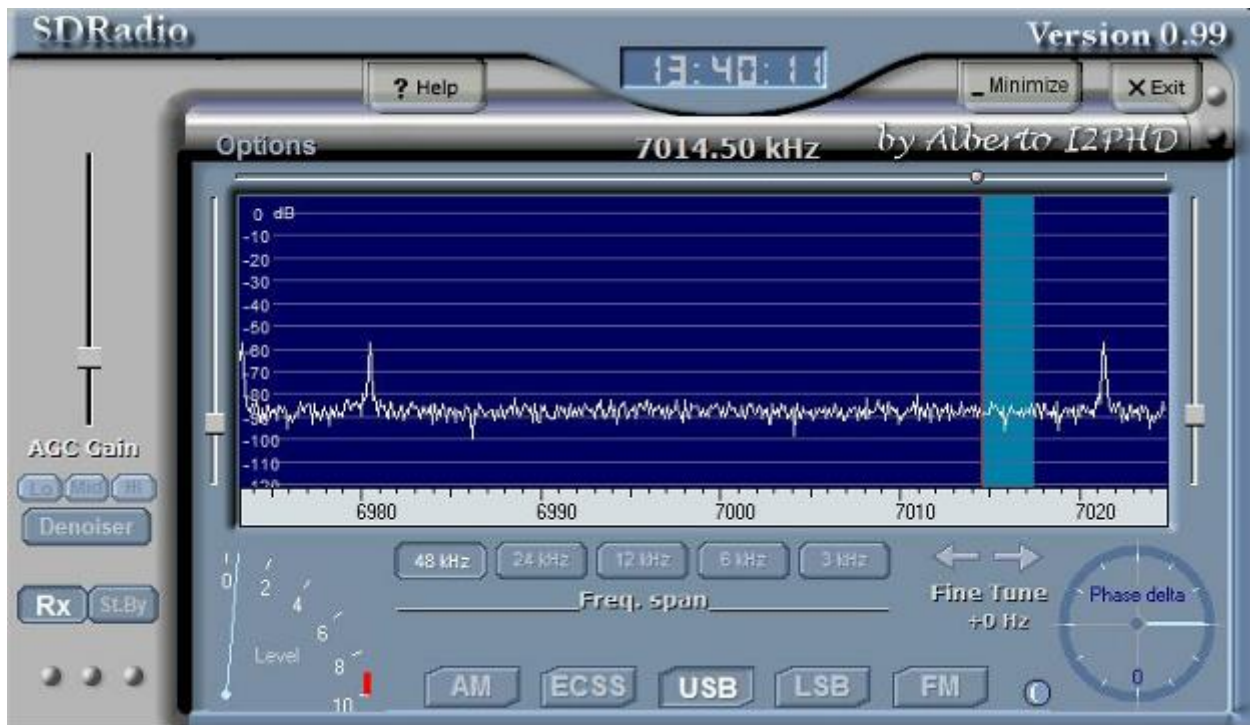 SDRadio
Version 0.99
13:40:11
? Help
_ Minimize
X Exit
Options
7014.50 kHz
by Alberto I2PHD
0 dB
-10
-20
-30
-40
-50
-60
-70
-80
-90
-100
-110
-120
6980 6990 7000 7010 7020
AGC Gain
Lo Mid Hi
Denoiser
Rx St.By
48 kHz 24 kHz 12 kHz 6 kHz 3 kHz
Freq. span
Fine Tune
+0 Hz
Phase delta
0
0
2
4
6
8
10
Level
AM ECSS USB LSB FM